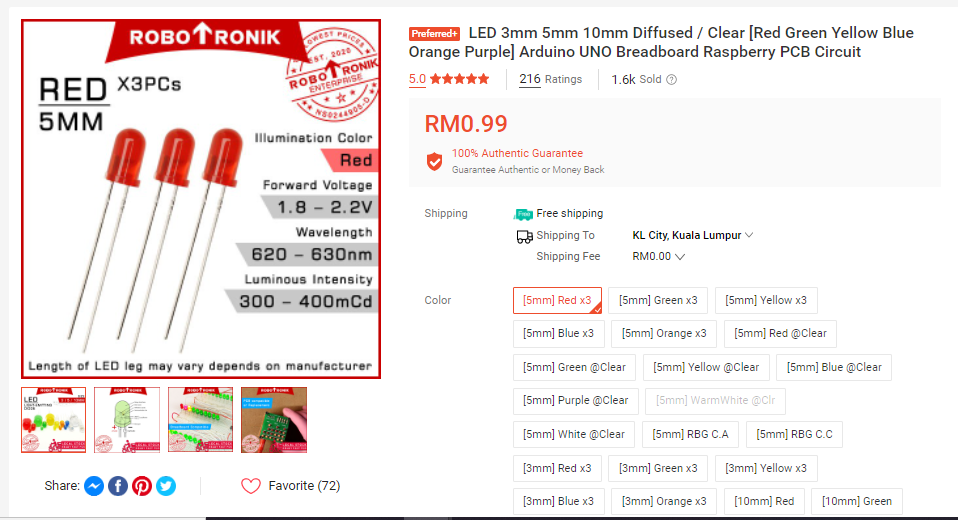 ROBOTRONIK
RED X3PCs
5MM
EST. 2020
ROBOTRONIK
ENTERPRISE
Illumination Color
Red
Forward Voltage
1.8 – 2.2V
Wavelength
620 – 630nm
Luminous Intensity
300 – 400mCd
Length of LED leg may vary depends on manufacturer
Share:
Favorite (72)
Preferred+ LED 3mm 5mm 10mm Diffused / Clear [Red Green Yellow Blue
Orange Purple] Arduino UNO Breadboard Raspberry PCB Circuit
5.0 216 Ratings 1.6k Sold ?
RM0.99
100% Authentic Guarantee
Guarantee Authentic or Money Back
Shipping Free Free shipping
Shipping To KL City, Kuala Lumpur
Shipping Fee RM0.00
Color [5mm] Red x3 [5mm] Green x3 [5mm] Yellow x3
[5mm] Blue x3 [5mm] Orange x3 [5mm] Red @Clear
[5mm] Green @Clear [5mm] Yellow @Clear [5mm] Blue @Clear
[5mm] Purple @Clear [5mm] WarmWhite @Clr
[5mm] White @Clear [5mm] RBG C.A [5mm] RBG C.C
[3mm] Red x3 [3mm] Green x3 [3mm] Yellow x3
[3mm] Blue x3 [3mm] Orange x3 [10mm] Red [10mm] Green